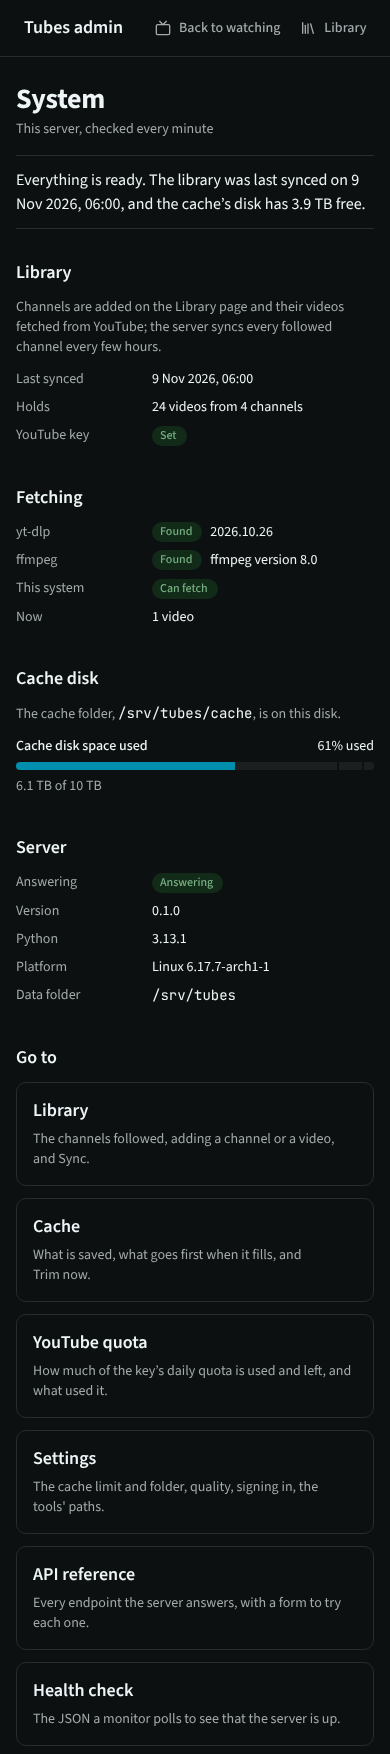 Tubes admin
Back to watching
Library
System
This server, checked every minute
Everything is ready. The library was last synced on 9
Nov 2026, 06:00, and the cache’s disk has 3.9 TB free.
Library
Channels are added on the Library page and their videos
fetched from YouTube; the server syncs every followed
channel every few hours.
Last synced 9 Nov 2026, 06:00
Holds 24 videos from 4 channels
YouTube key Set
Fetching
yt-dlp Found 2026.10.26
ffmpeg Found ffmpeg version 8.0
This system Can fetch
Now 1 video
Cache disk
The cache folder, /srv/tubes/cache, is on this disk.
Cache disk space used 61% used
6.1 TB of 10 TB
Server
Answering Answering
Version 0.1.0
Python 3.13.1
Platform Linux 6.17.7-arch1-1
Data folder /srv/tubes
Go to
Library
The channels followed, adding a channel or a video,
and Sync.
Cache
What is saved, what goes first when it fills, and
Trim now.
YouTube quota
How much of the key’s daily quota is used and left, and
what used it.
Settings
The cache limit and folder, quality, signing in, the
tools' paths.
API reference
Every endpoint the server answers, with a form to try
each one.
Health check
The JSON a monitor polls to see that the server is up.